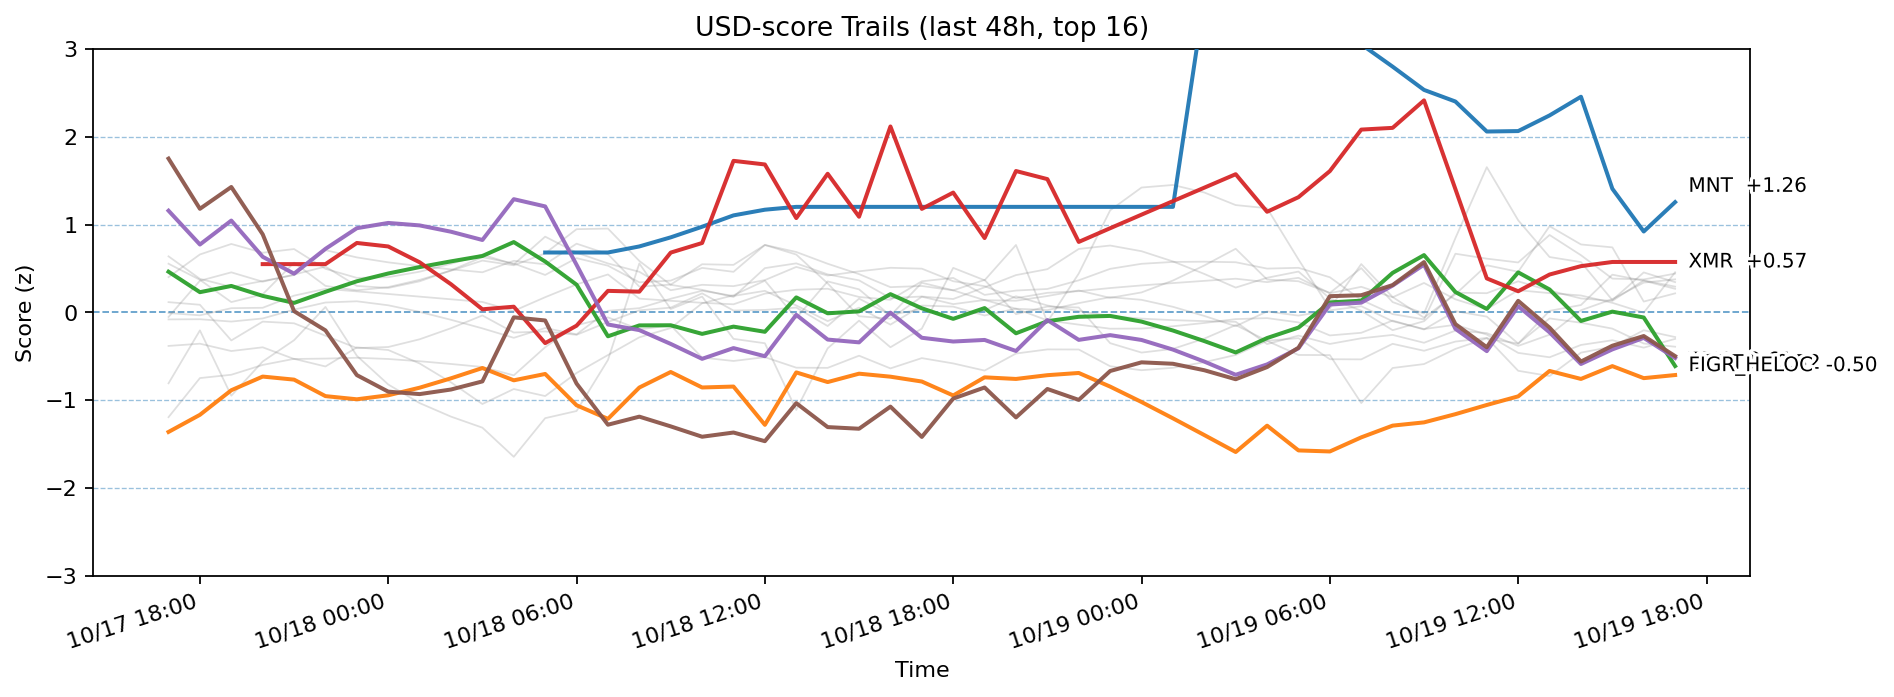 USD-score Trails (last 48h, top 16)
Score (z)
3
2
1
0
−1
−2
−3
MNT +1.26
XMR +0.57
FIGR_HELOC -0.50
10/17 18:00
10/18 00:00
10/18 06:00
10/18 12:00
10/18 18:00
10/19 00:00
10/19 06:00
10/19 12:00
10/19 18:00
Time